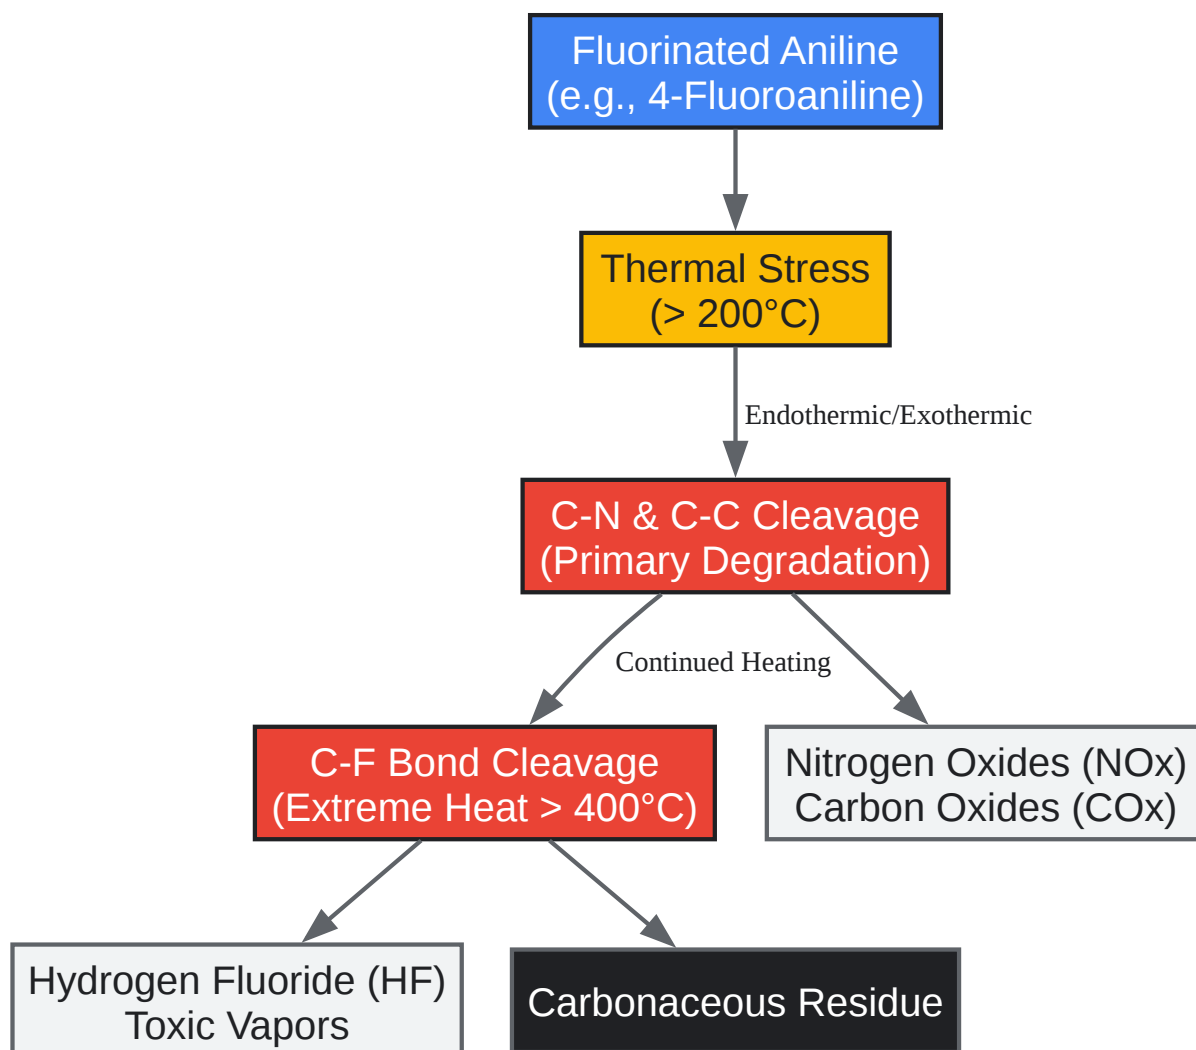 Fluorinated Aniline
(e.g., 4-Fluoroaniline)
Thermal Stress
(> 200°C)
Endothermic/Exothermic
C-N & C-C Cleavage
(Primary Degradation)
Continued Heating
C-F Bond Cleavage
(Extreme Heat > 400°C)
Nitrogen Oxides (NOx)
Carbon Oxides (COx)
Hydrogen Fluoride (HF)
Toxic Vapors
Carbonaceous Residue